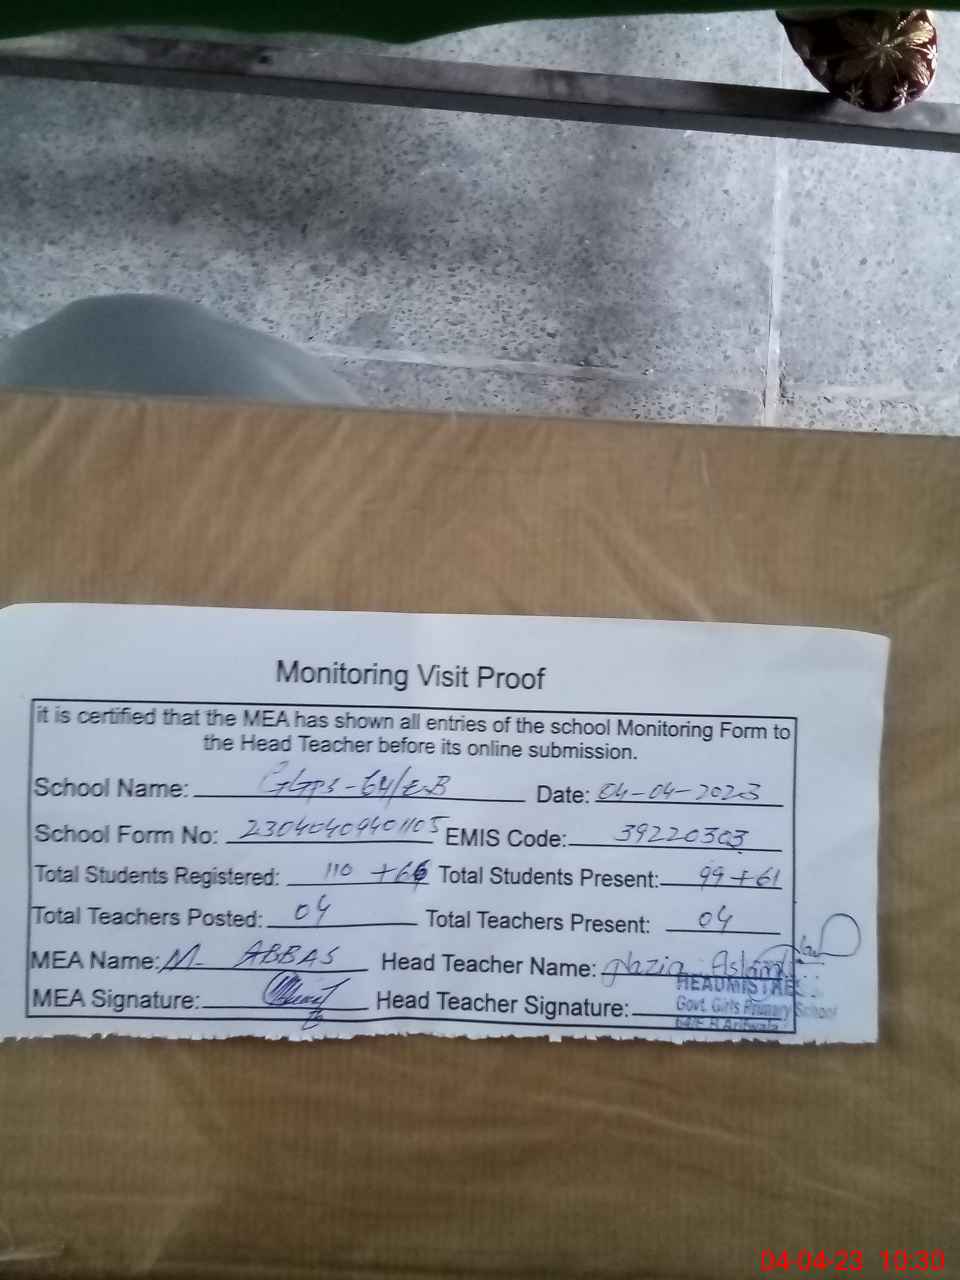 Monitoring Visit Proof
it is certified that the MEA has shown all entries of the school Monitoring Form to
the Head Teacher before its online submission.
School Name: GGPS-64/EB Date: 04-04-2023
School Form No: 23040409401105 EMIS Code: 39220303
Total Students Registered: 110 +66 Total Students Present: 99+61
Total Teachers Posted: 04 Total Teachers Present: 04
MEA Name: M- ABBAS Head Teacher Name: Nazia Aslam
MEA Signature: Head Teacher Signature:
HEADMISTRES
Govt. Girls Primary School
64/E.B Arifwala
04-04-23 10:30